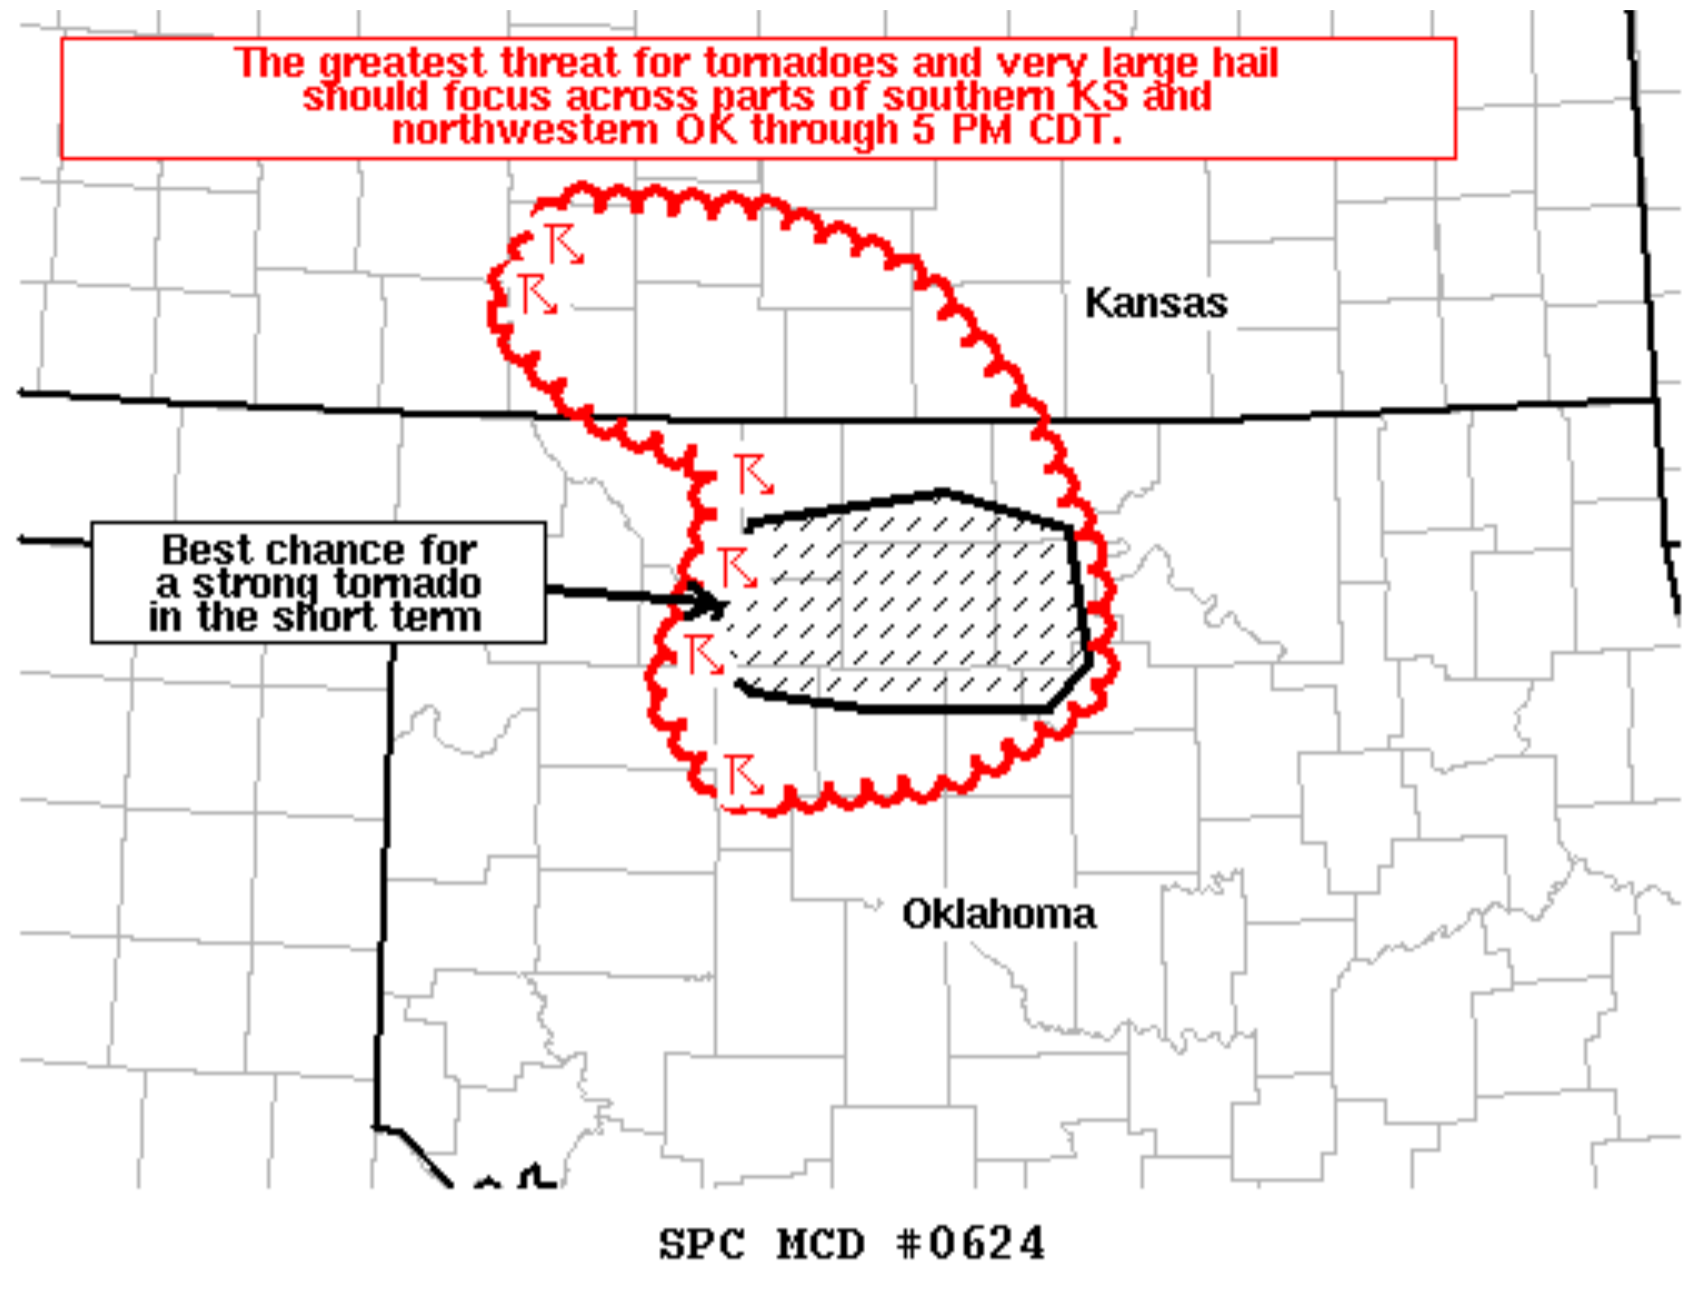 The greatest threat for tornadoes and very large hail
should focus across parts of southern KS and
northwestern OK through 5 PM CDT.
Kansas
Best chance for
a strong tornado
in the short term
Oklahoma
SPC MCD #0624